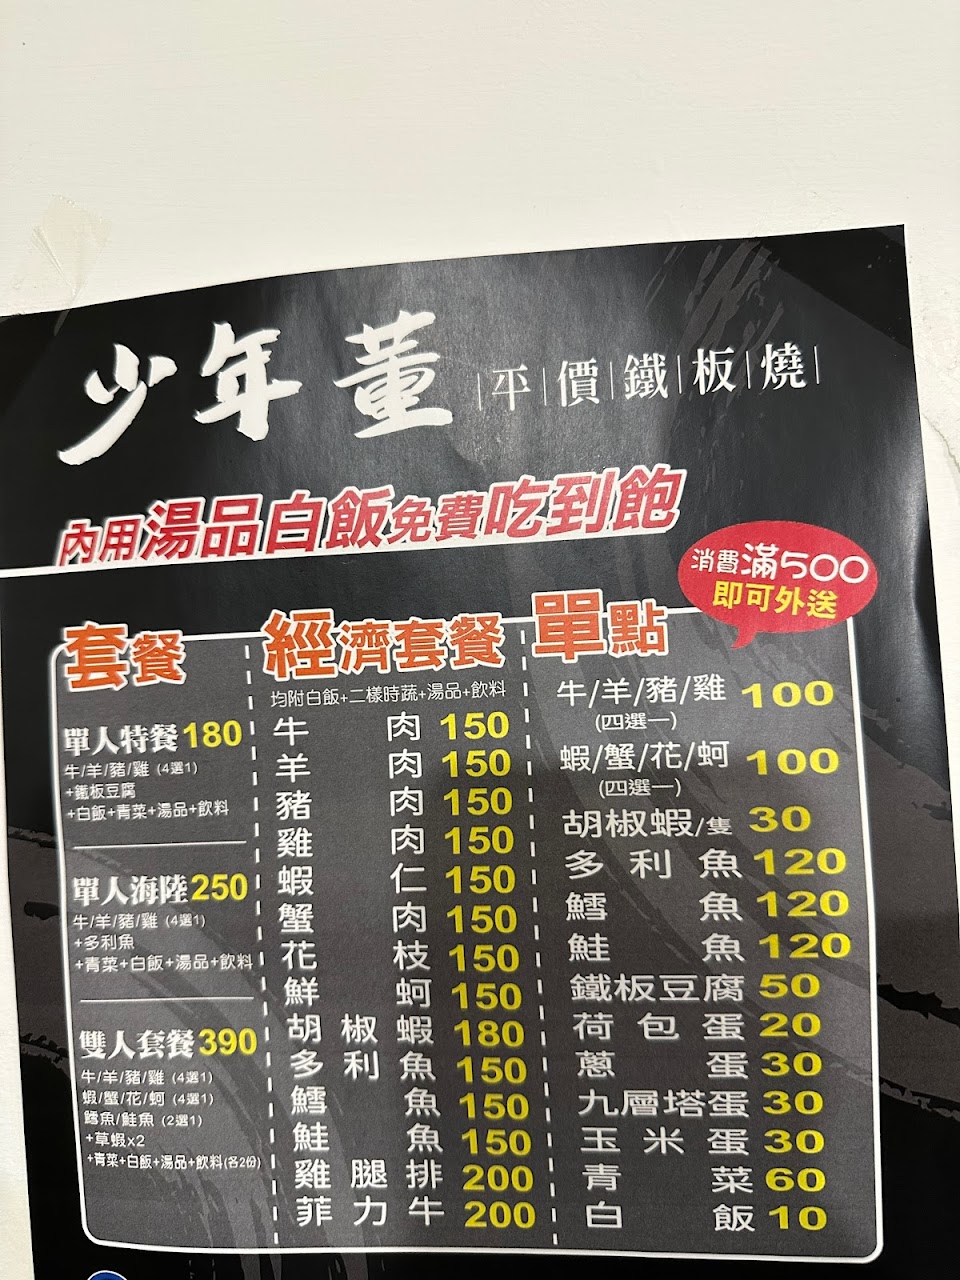 少年董 |平|價|鐵|板|燒|
內用湯品白飯免費吃到飽
消費滿500
即可外送
套餐
單人特餐180
牛/羊/豬/雞 (4選1)
+鐵板豆腐
+白飯+青菜+湯品+飲料
單人海陸250
牛/羊/豬/雞 (4選1)
+多利魚
+青菜+白飯+湯品+飲料
雙人套餐390
牛/羊/豬/雞 (4選1)
蝦/蟹/花/蚵 (4選1)
鱈魚/鮭魚 (2選1)
+草蝦x2
+青菜+白飯+湯品+飲料(各2份)
經濟套餐
均附白飯+二樣時蔬+湯品+飲料
牛肉 150
羊肉 150
豬肉 150
雞肉 150
蝦仁 150
蟹肉 150
花枝 150
鮮蚵 150
胡椒蝦 180
多利魚 150
鱈魚 150
鮭魚 150
雞腿排 200
菲力牛 200
單點
牛/羊/豬/雞 100
(四選一)
蝦/蟹/花/蚵 100
(四選一)
胡椒蝦/隻 30
多利魚 120
鱈魚 120
鮭魚 120
鐵板豆腐 50
荷包蛋 20
蔥蛋 30
九層塔蛋 30
玉米蛋 30
青菜 60
白飯 10